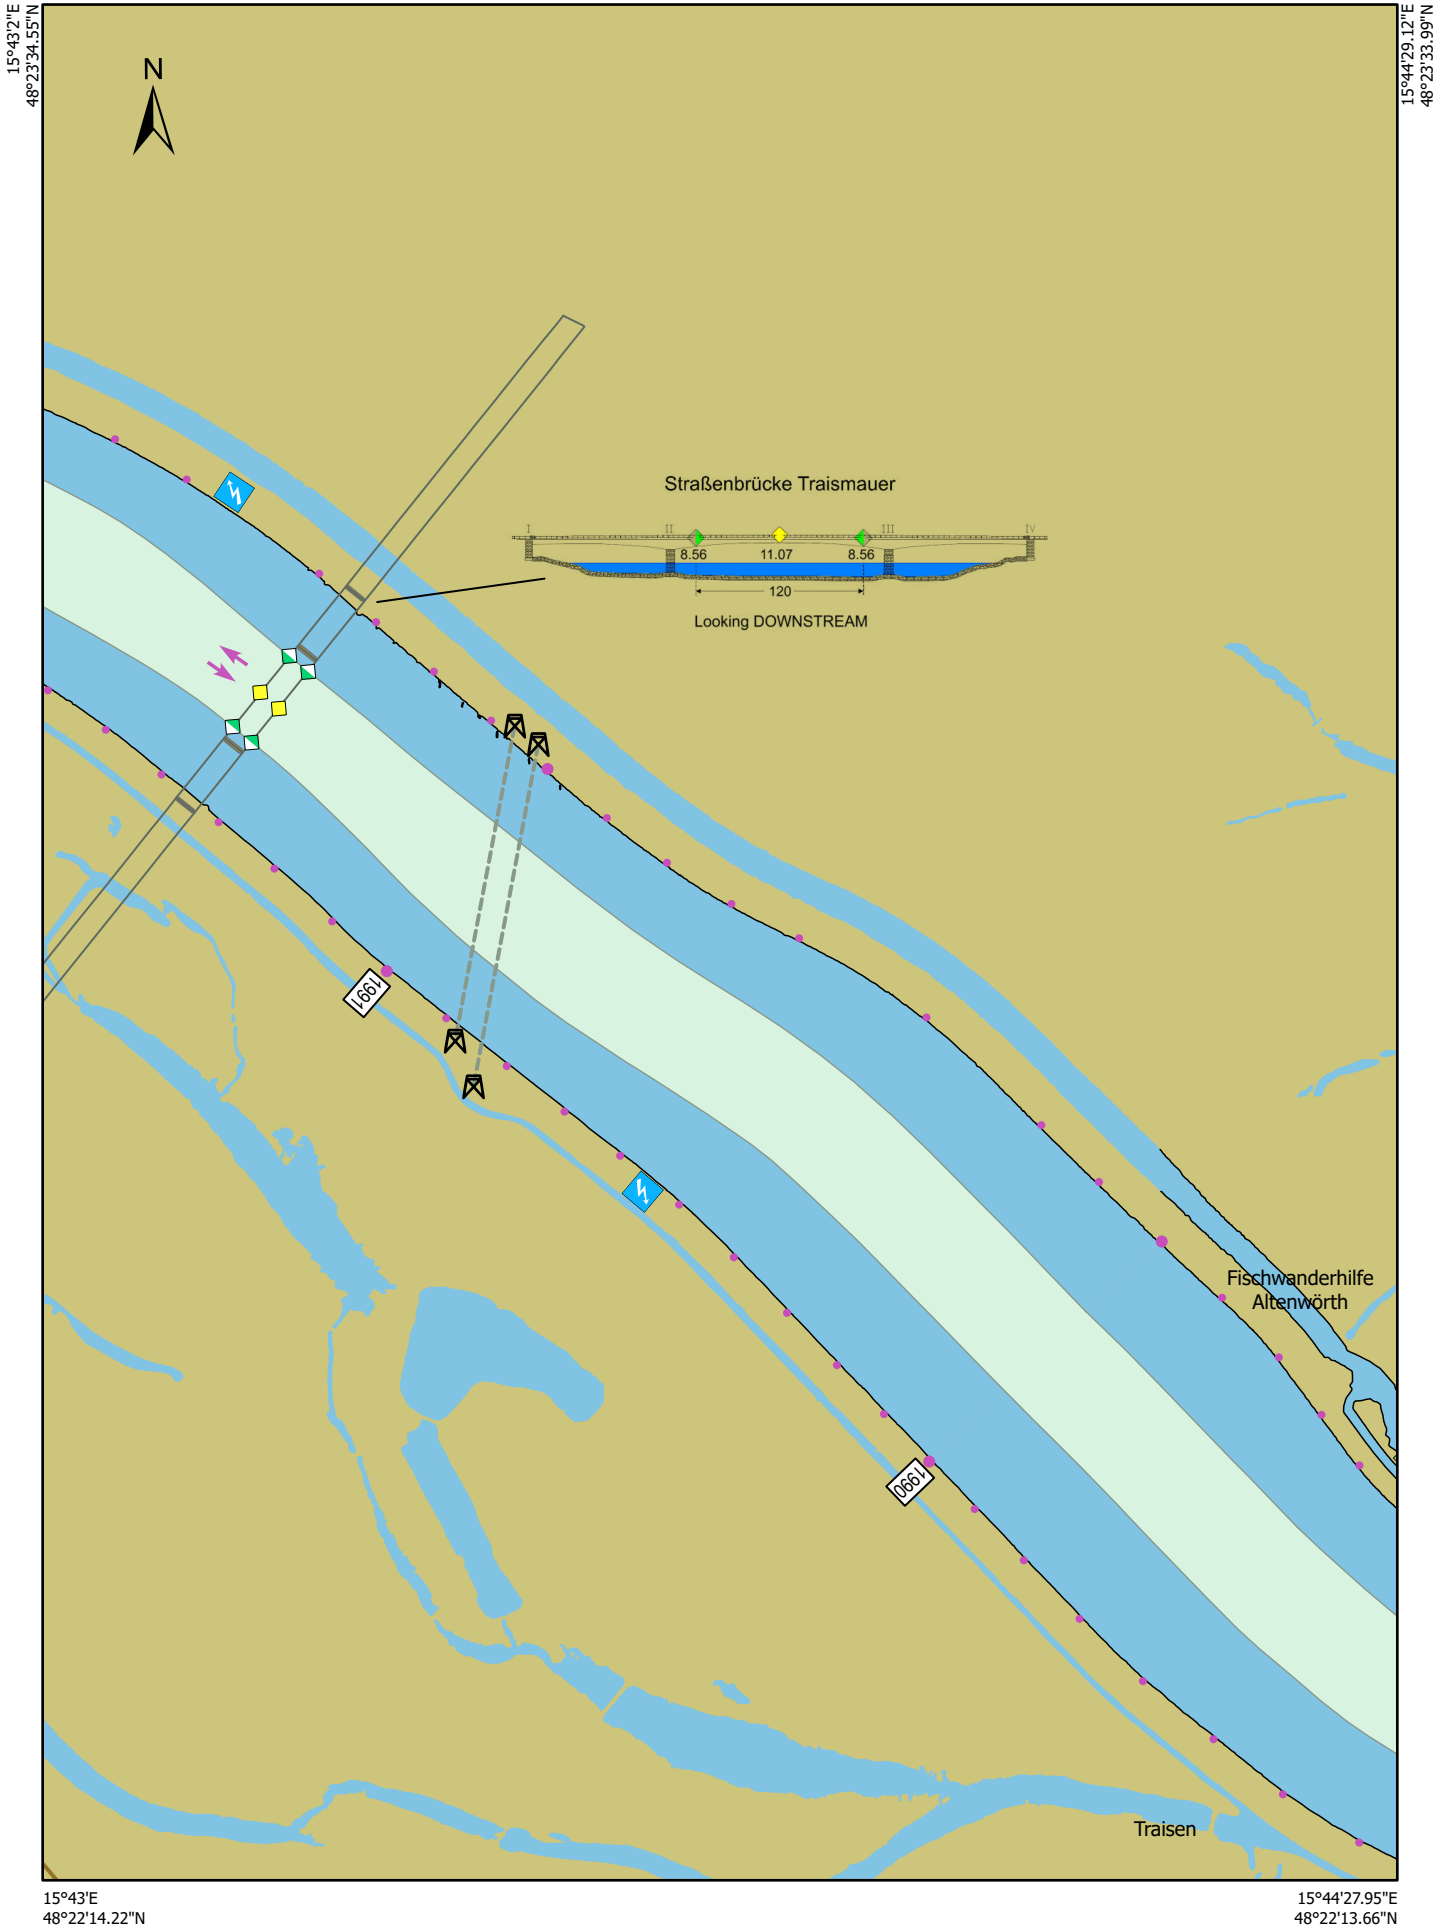 15°43'2"E
48°23'34.55"N
15°44'29.12"E
48°23'33.99"N
N
Straßenbrücke Traismauer
I II III IV
8.56 11.07 8.56
120
Looking DOWNSTREAM
1991
Fischwanderhilfe
Altenwörth
1990
Traisen
15°43'E
48°22'14.22"N
15°44'27.95"E
48°22'13.66"N